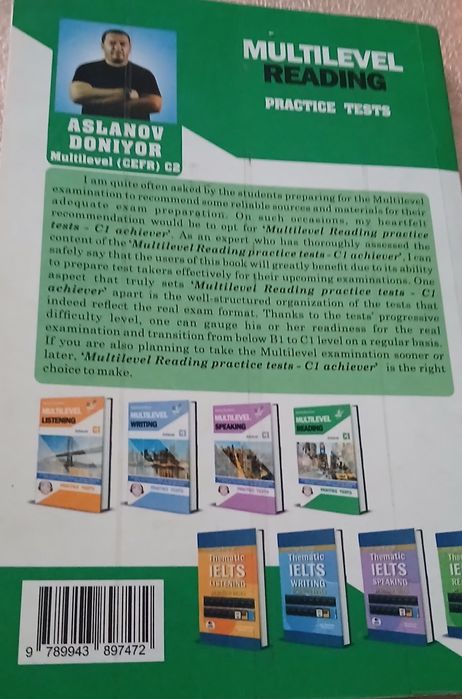 MULTILEVEL
READING
PRACTICE TESTS
ASLANOV
DONIYOR
Multilevel (CEFR) C2
I am quite often asked by the students preparing for the Multilevel
examination to recommend some reliable sources and materials for their
adequate exam preparation. On such occasions, my heartfelt
recommendation would be to opt for 'Multilevel Reading practice
tests - C1 achiever'. As an expert who has thoroughly assessed the
content of the 'Multilevel Reading practice tests - C1 achiever', I can
safely say that the users of this book will greatly benefit due to its ability
to prepare test takers effectively for their upcoming examinations. One
aspect that truly sets 'Multilevel Reading practice tests - C1
achiever' apart is the well-structured organization of the tests that
indeed reflect the real exam format. Thanks to the tests' progressive
difficulty level, one can gauge his or her readiness for the real
examination and transition from below B1 to C1 level on a regular basis.
If you are also planning to take the Multilevel examination sooner or
later, 'Multilevel Reading practice tests - C1 achiever' is the right
choice to make.
MULTILEVEL
LISTENING
C1
PRACTICE TESTS
MULTILEVEL
WRITING
C1
PRACTICE TESTS
MULTILEVEL
SPEAKING
C1
PRACTICE TESTS
MULTILEVEL
READING
C1
PRACTICE TESTS
Thematic
IELTS
LISTENING
Thematic
IELTS
WRITING
Thematic
IELTS
SPEAKING
9 789943 897472